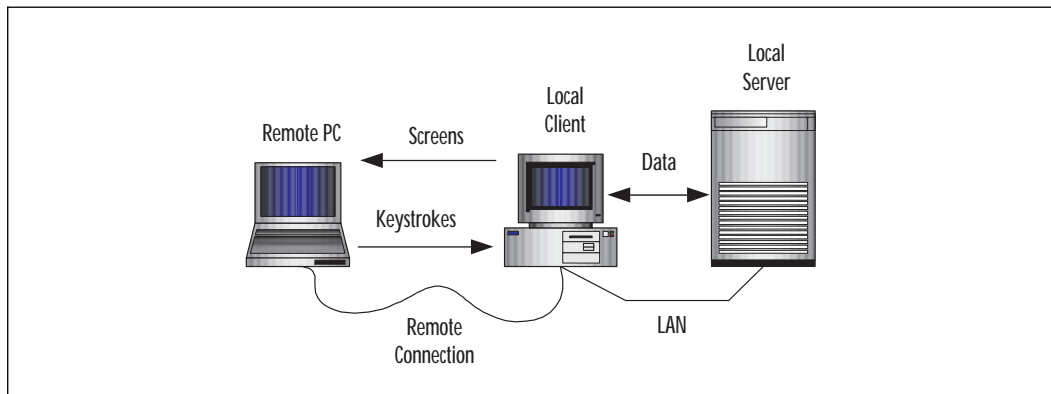 Local
Server
Local
Client
Remote PC
Screens
Data
Keystrokes
Remote
Connection
LAN